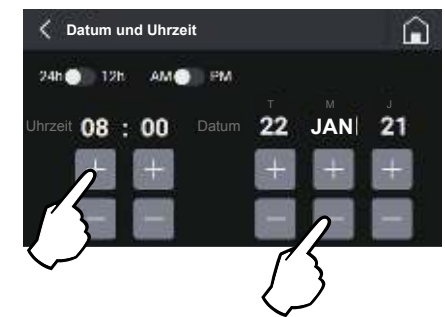 Datum und Uhrzeit
24h 12h AM PM
T M J
Uhrzeit 08 : 00 Datum 22 JAN 21
+ + + + +
- - - - -